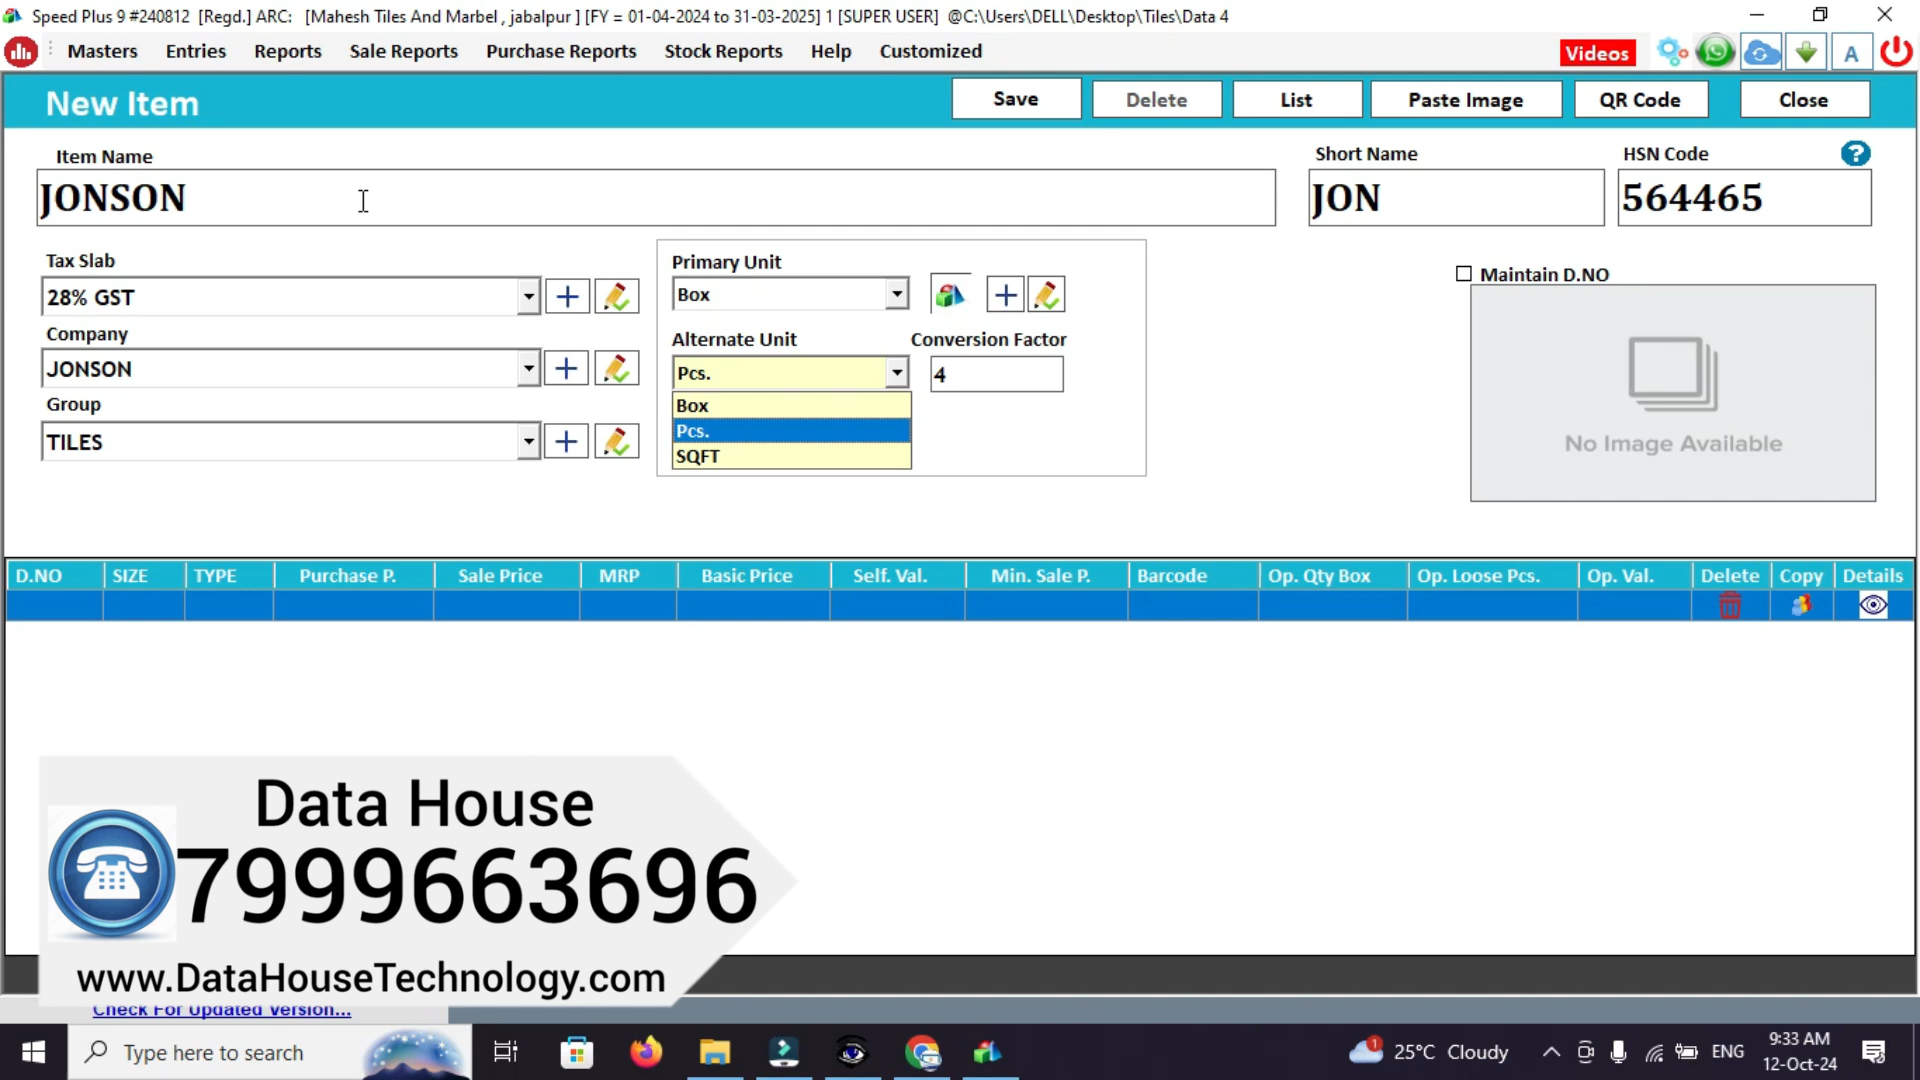 Speed Plus 9 #240812 [Regd.] ARC: [Mahesh Tiles And Marbel , jabalpur ] [FY = 01-04-2024 to 31-03-2025] 1 [SUPER USER] @C:\Users\DELL\Desktop\Tiles\Data 4
Masters Entries Reports Sale Reports Purchase Reports Stock Reports Help Customized Videos A
New Item Save Delete List Paste Image QR Code Close
Item Name Short Name HSN Code ?
JONSON JON 564465
Tax Slab Primary Unit Maintain D.NO
28% GST Box
Company Alternate Unit Conversion Factor
JONSON Pcs. 4
Group Box
TILES Pcs.
SQFT
No Image Available
D.NO SIZE TYPE Purchase P. Sale Price MRP Basic Price Self. Val. Min. Sale P. Barcode Op. Qty Box Op. Loose Pcs. Op. Val. Delete Copy Details
Data House
7999663696
www.DataHouseTechnology.com
Check For Updated Version...
Type here to search 1 25°C Cloudy ENG 9:33 AM
12-Oct-24